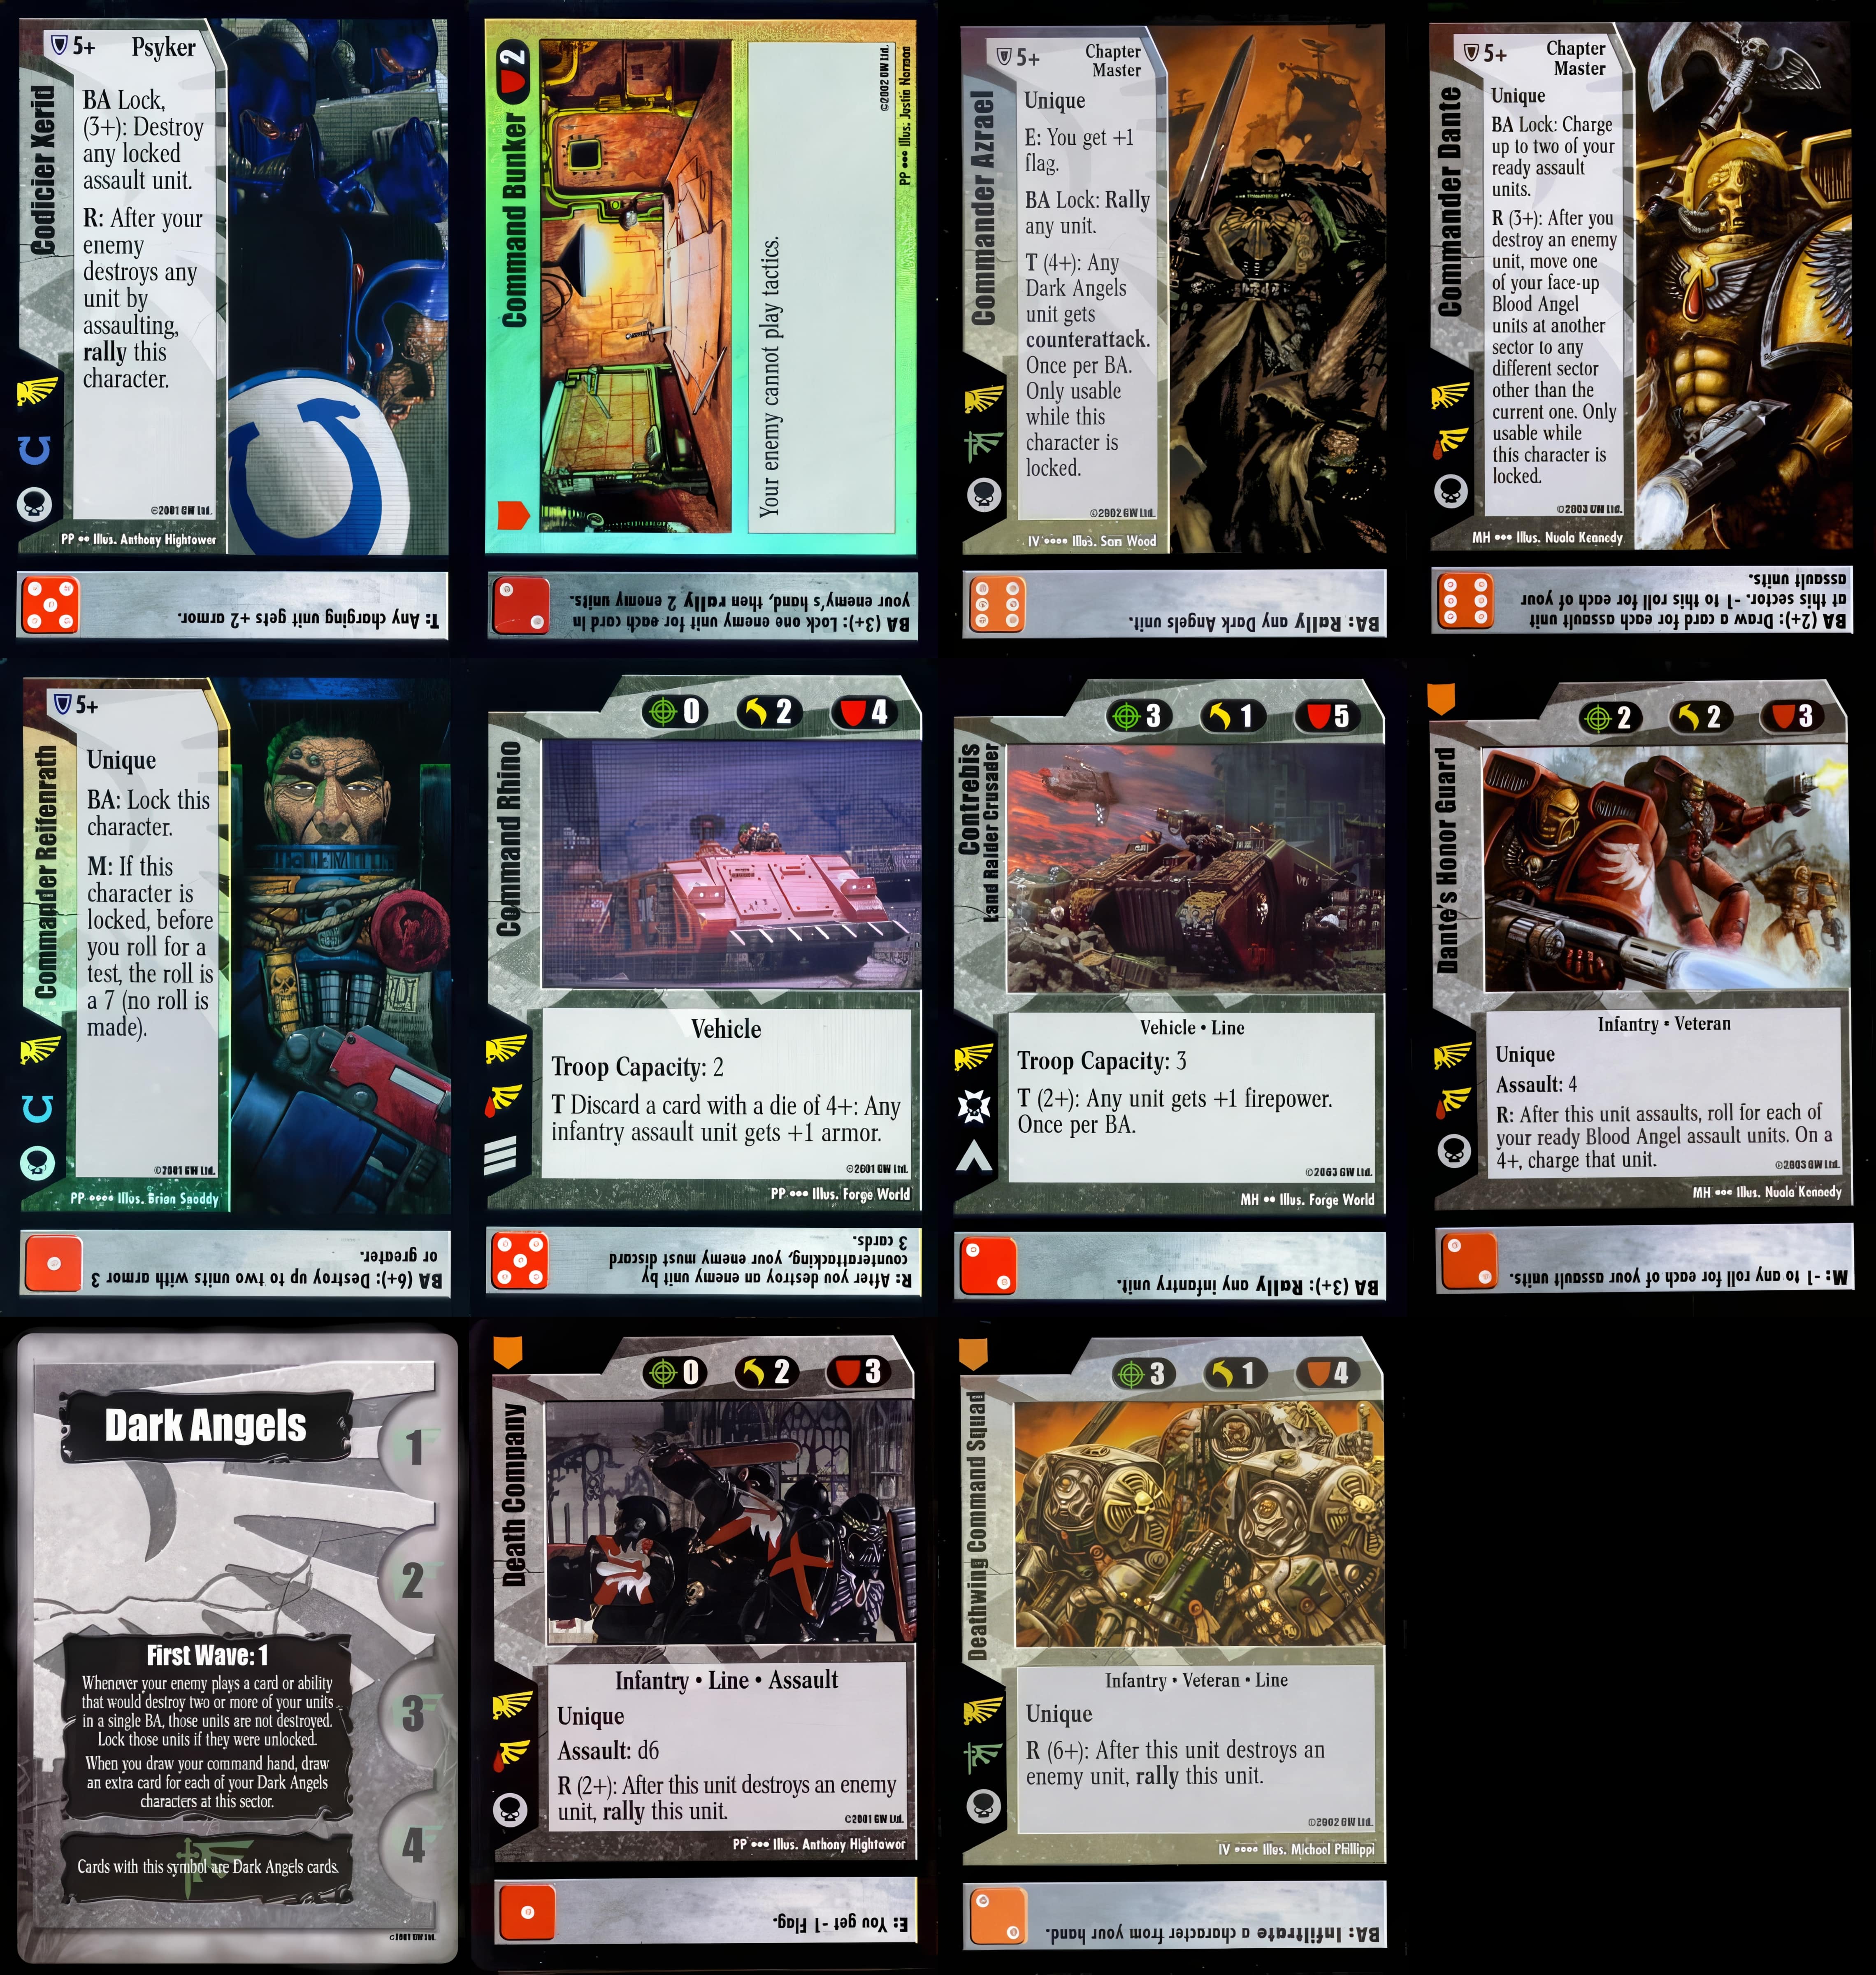 5+ Psyker
Codicier Xerid
BA Lock,
(3+): Destroy
any locked
assault unit.
R: After your
enemy
destroys any
unit by
assaulting,
rally this
character.
©2001 GW Ltd.
PP •• Illus. Anthony Hightower
T: Any charging unit gets +2 armor.
Command Bunker 2
Your enemy cannot play tactics.
©2002 GW Ltd.
PP ••• Illus. Justin Norman
BA (3+): Lock one enemy unit for each card in
your enemy's hand, then rally 2 enemy units.
5+ Chapter
Master
Commander Azrael
Unique
E: You get +1
flag.
BA Lock: Rally
any unit.
T (4+): Any
Dark Angels
unit gets
counterattack.
Once per BA.
Only usable
while this
character is
locked.
©2002 GW Ltd.
IV •••• Illus. Sam Wood
BA: Rally any Dark Angels unit.
5+ Chapter
Master
Commander Dante
Unique
BA Lock: Charge
up to two of your
ready assault
units.
R (3+): After you
destroy an enemy
unit, move one
of your face-up
Blood Angel
units at another
sector to any
different sector
other than the
current one. Only
usable while
this character is
locked.
©2003 GW Ltd.
MH ••• Illus. Nuala Kennedy
BA (2+): Draw a card for each assault unit
at this sector. -1 to this roll for each of your
assault units.
5+
Commander Reifenrath
Unique
BA: Lock this
character.
M: If this
character is
locked, before
you roll for a
test, the roll is
a 7 (no roll is
made).
©2001 GW Ltd.
PP •••• Illus. Brian Snoddy
BA (6+): Destroy up to two units with armor 3
or greater.
0 2 4
Command Rhino
Vehicle
Troop Capacity: 2
T Discard a card with a die of 4+: Any
infantry assault unit gets +1 armor.
©2001 GW Ltd.
PP ••• Illus. Forge World
R: After you destroy an enemy unit by
counterattacking, your enemy must discard
3 cards.
3 1 5
Contrebis
Land Raider Crusader
Vehicle • Line
Troop Capacity: 3
T (2+): Any unit gets +1 firepower.
Once per BA.
©2003 GW Ltd.
MH •• Illus. Forge World
BA (3+): Rally any infantry unit.
2 2 3
Dante's Honor Guard
Infantry • Veteran
Unique
Assault: 4
R: After this unit assaults, roll for each of
your ready Blood Angel assault units. On a
4+, charge that unit.
©2003 GW Ltd.
MH ••• Illus. Nuala Kennedy
M: -1 to any roll for each of your assault units.
Dark Angels
1
2
3
4
First Wave: 1
Whenever your enemy plays a card or ability
that would destroy two or more of your units
in a single BA, those units are not destroyed.
Lock those units if they were unlocked.
When you draw your command hand, draw
an extra card for each of your Dark Angels
characters at this sector.
Cards with this symbol are Dark Angels cards.
©2001 GW Ltd.
0 2 3
Death Company
Infantry • Line • Assault
Unique
Assault: d6
R (2+): After this unit destroys an enemy
unit, rally this unit.
©2001 GW Ltd.
PP ••• Illus. Anthony Hightower
E: You get -1 Flag.
3 1 4
Deathwing Command Squad
Infantry • Veteran • Line
Unique
R (6+): After this unit destroys an
enemy unit, rally this unit.
©2002 GW Ltd.
IV •••• Illus. Michael Phillippi
BA: Infiltrate a character from your hand.